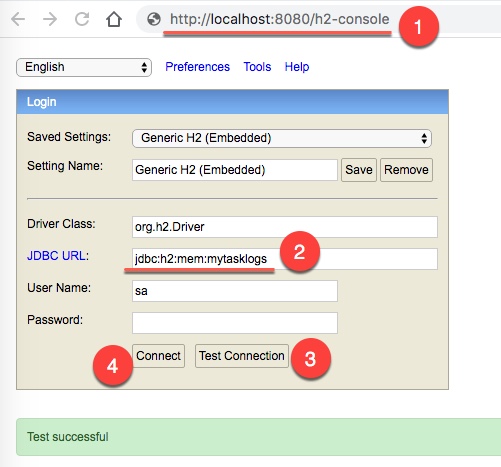 http://localhost:8080/h2-console 1
English Preferences Tools Help
Login
Saved Settings: Generic H2 (Embedded)
Setting Name: Generic H2 (Embedded) Save Remove
Driver Class: org.h2.Driver
JDBC URL: jdbc:h2:mem:mytasklogs 2
User Name: sa
Password:
4 Connect Test Connection 3
Test successful